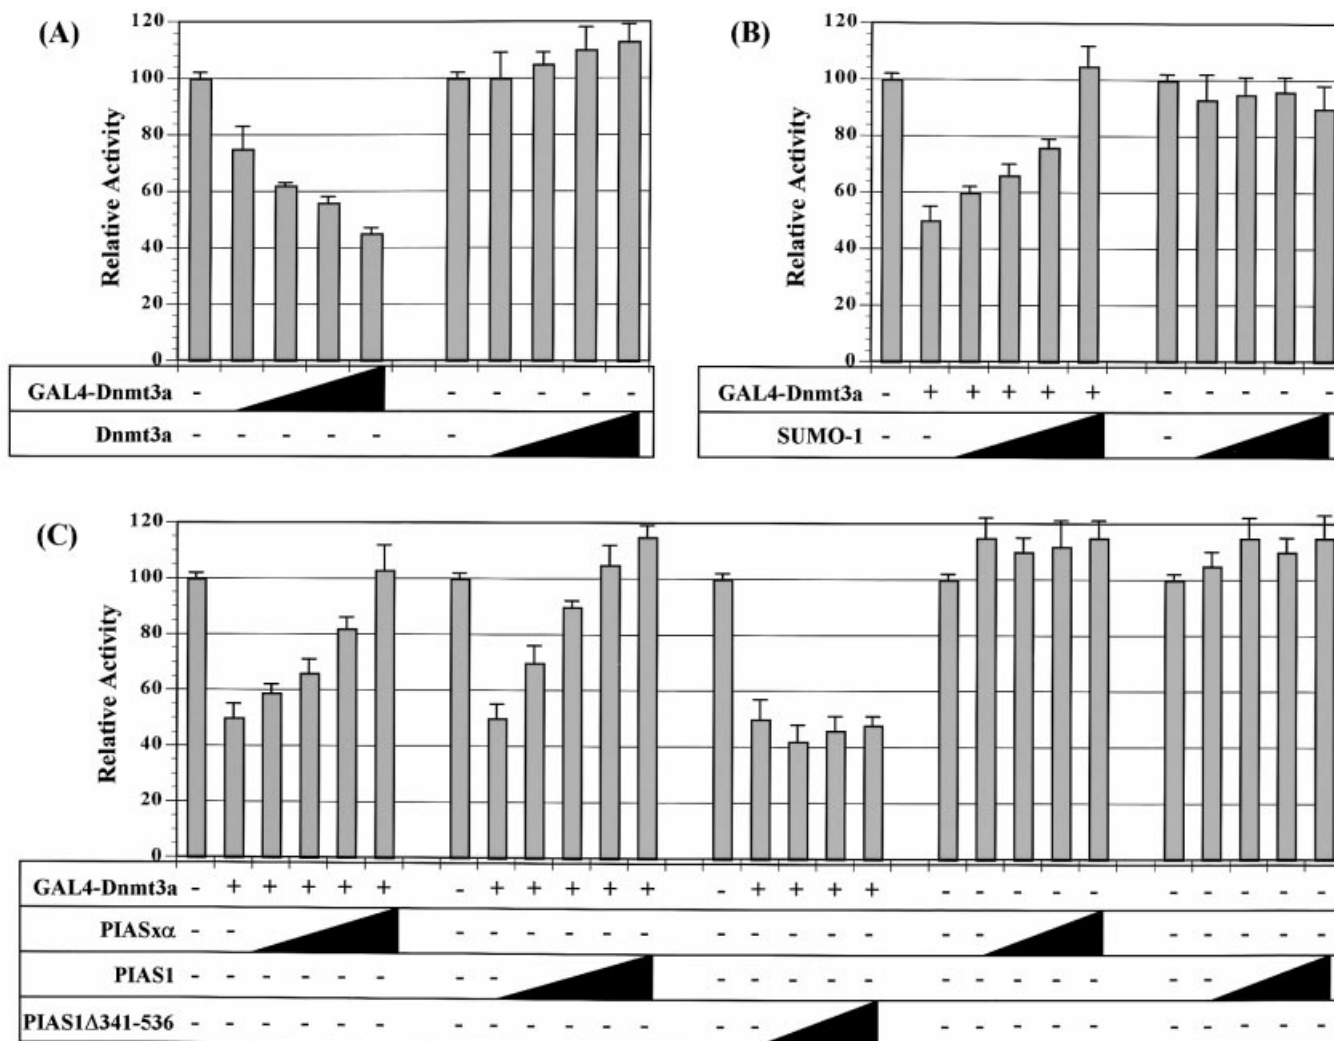 (A)
Relative Activity
120
100
80
60
40
20
0
GAL4-Dnmt3a -
Dnmt3a - - - - - -
- - - - -
(B)
Relative Activity
120
100
80
60
40
20
0
GAL4-Dnmt3a - + + + + + - - - - -
SUMO-1 - - -
(C)
Relative Activity
120
100
80
60
40
20
0
GAL4-Dnmt3a - + + + + + - + + + + + - + + + + - - - - - - - - - -
PIASxα - - - - - - - - - - - - - - - - - - -
PIAS1 - - - - - - - - - - - - - - - - - - - -
PIAS1Δ341-536 - - - - - - - - - - - - - - - - - - - - - - - -